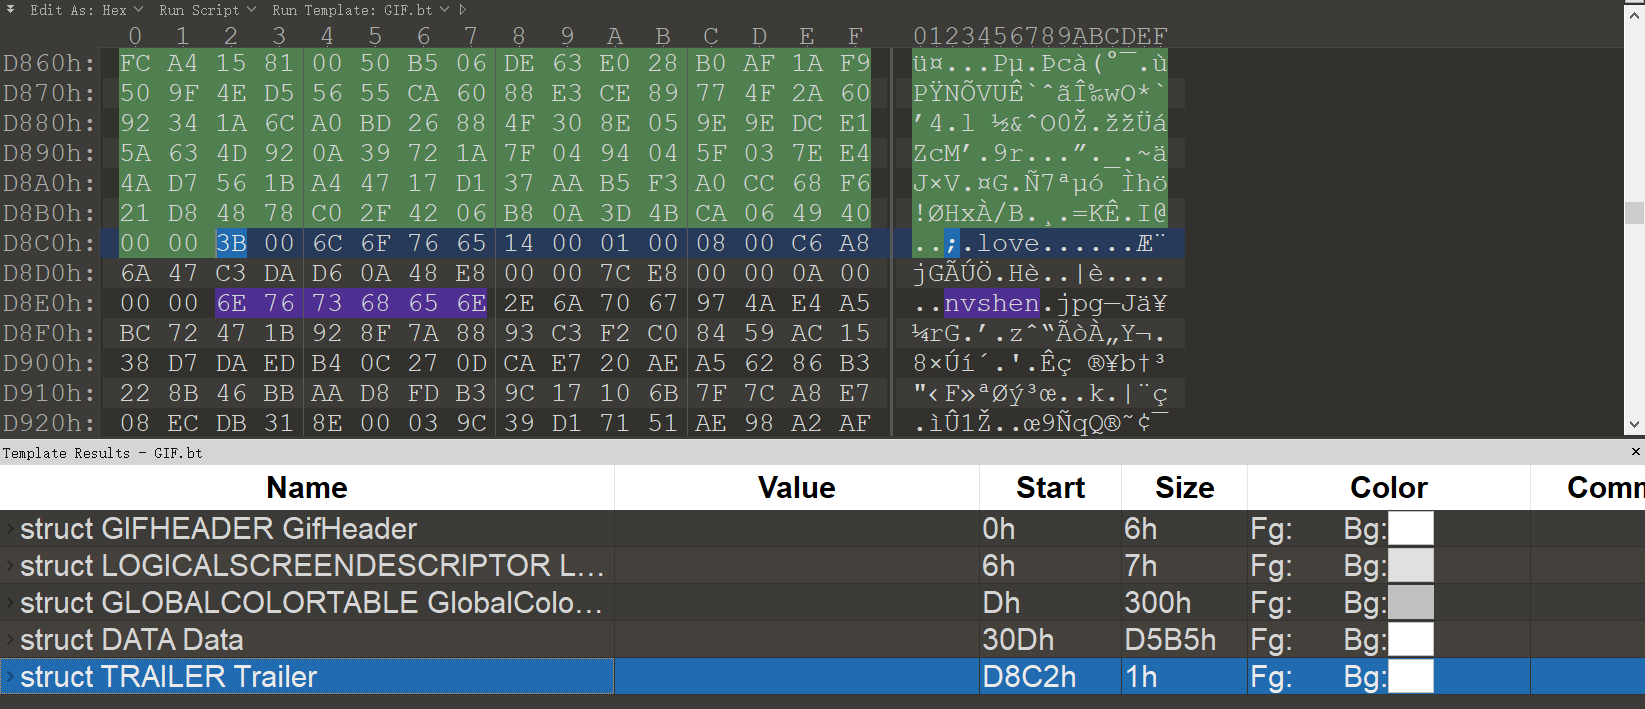 Edit As: Hex Run Script Run Template: GIF.bt
0 1 2 3 4 5 6 7 8 9 A B C D E F 0123456789ABCDEF
D860h: FC A4 15 81 00 50 B5 06 DE 63 E0 28 B0 AF 1A F9 ü¤...Pµ.Þcà(°¯.ù
D870h: 50 9F 4E D5 56 55 CA 60 88 E3 CE 89 77 4F 2A 60 PŸNÕVUÊ`ˆãÎ‰wO*`
D880h: 92 34 1A 6C A0 BD 26 88 4F 30 8E 05 9E 9E DC E1 ’4.l ½&ˆO0Ž.žžÜá
D890h: 5A 63 4D 92 0A 39 72 1A 7F 04 94 04 5F 03 7E E4 ZcM’.9r...”._.~ä
D8A0h: 4A D7 56 1B A4 47 17 D1 37 AA B5 F3 A0 CC 68 F6 J×V.¤G.Ñ7ªµó Ìhö
D8B0h: 21 D8 48 78 C0 2F 42 06 B8 0A 3D 4B CA 06 49 40 !ØHxÀ/B.¸.=KÊ.I@
D8C0h: 00 00 3B 00 6C 6F 76 65 14 00 01 00 08 00 C6 A8 ..;.love......Æ¨
D8D0h: 6A 47 C3 DA D6 0A 48 E8 00 00 7C E8 00 00 0A 00 jGÃÚÖ.Hè..|è....
D8E0h: 00 00 6E 76 73 68 65 6E 2E 6A 70 67 97 4A E4 A5 ..nvshen.jpg—Jä¥
D8F0h: BC 72 47 1B 92 8F 7A 88 93 C3 F2 C0 84 59 AC 15 ¼rG.’.zˆ“ÃòÀ„Y¬.
D900h: 38 D7 DA ED B4 0C 27 0D CA E7 20 AE A5 62 86 B3 8×Úí´.'.Êç ®¥b†³
D910h: 22 8B 46 BB AA D8 FD B3 9C 17 10 6B 7F 7C A8 E7 "‹F»ªØý³œ..k.|¨ç
D920h: 08 EC DB 31 8E 00 03 9C 39 D1 71 51 AE 98 A2 AF .ìÛ1Ž..œ9ÑqQ®˜¢¯
Template Results - GIF.bt
Name Value Start Size Color Comm
struct GIFHEADER GifHeader 0h 6h Fg: Bg:
struct LOGICALSCREENDESCRIPTOR L... 6h 7h Fg: Bg:
struct GLOBALCOLORTABLE GlobalColo... Dh 300h Fg: Bg:
struct DATA Data 30Dh D5B5h Fg: Bg:
struct TRAILER Trailer D8C2h 1h Fg: Bg: